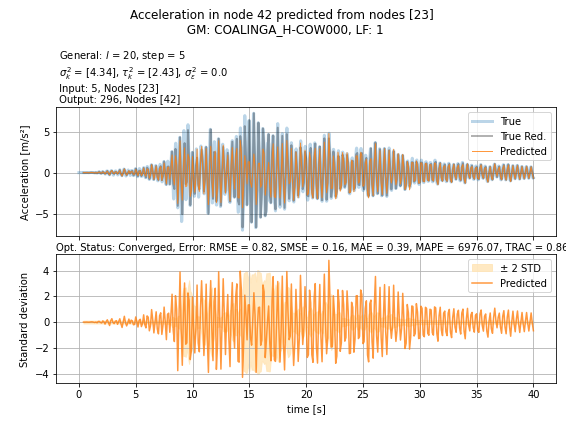 Acceleration in node 42 predicted from nodes [23]
GM: COALINGA_H-COW000, LF: 1
General: l = 20, step = 5
σ²ₖ = [4.34], τ²ₖ = [2.43], σ²ε = 0.0
Input: 5, Nodes [23]
Output: 296, Nodes [42]
Acceleration [m/s²]
5
0
−5
True
True Red.
Predicted
Opt. Status: Converged, Error: RMSE = 0.82, SMSE = 0.16, MAE = 0.39, MAPE = 6976.07, TRAC = 0.86
Standard deviation
4
2
0
−2
−4
± 2 STD
Predicted
0 5 10 15 20 25 30 35 40
time [s]